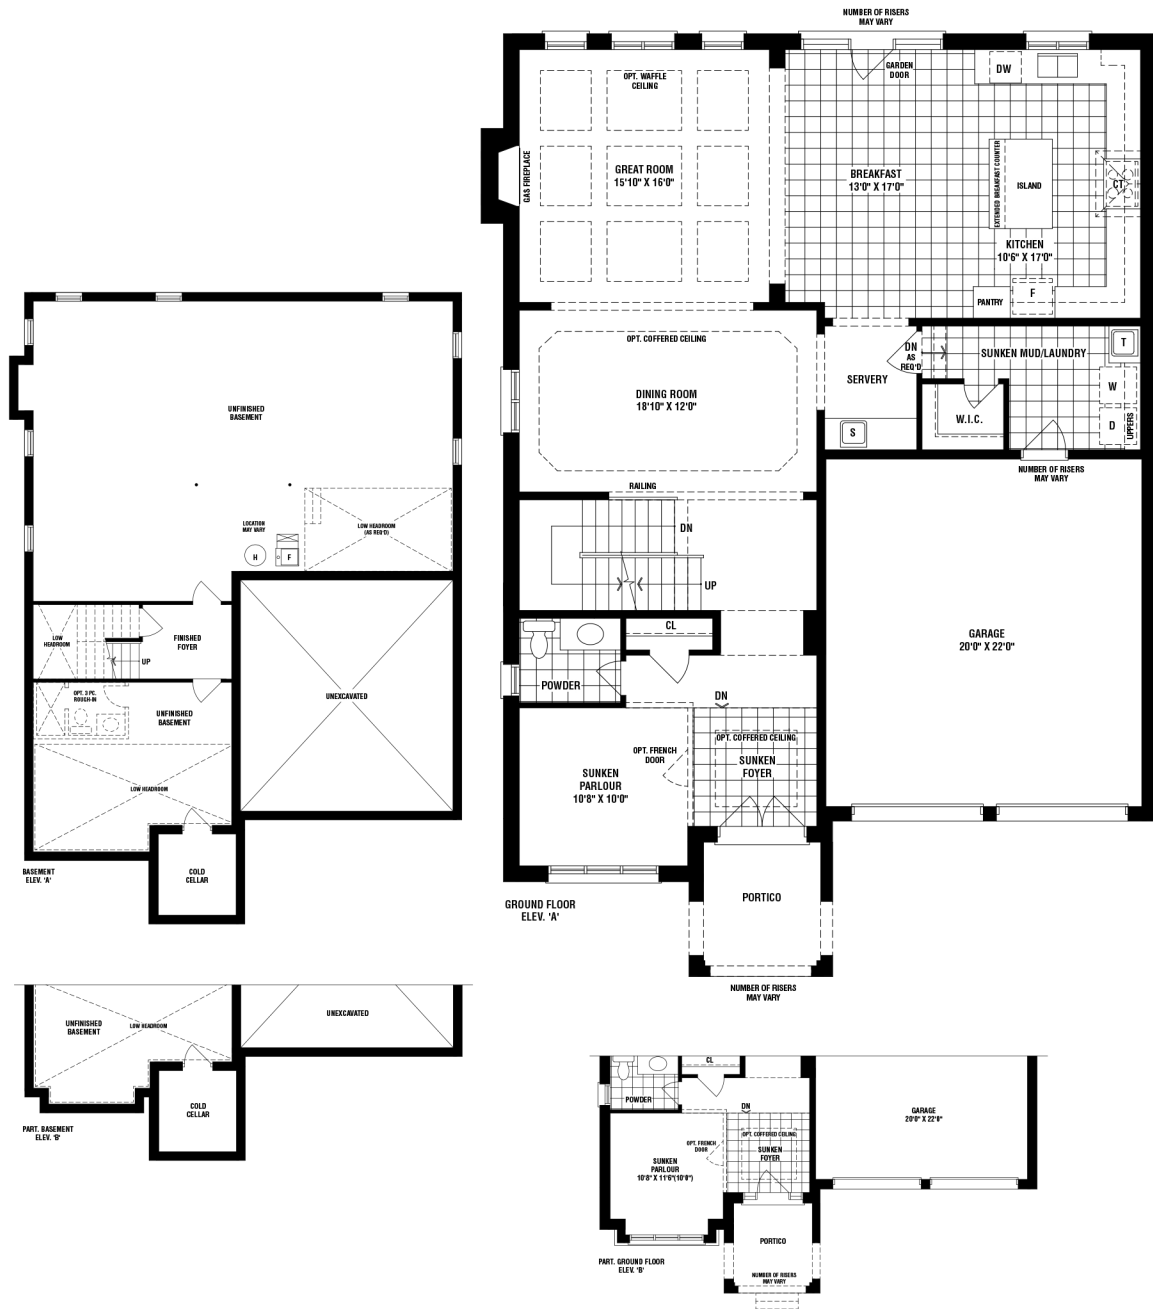 NUMBER OF RISERS
MAY VARY
OPT. WAFFLE
CEILING
GARDEN
DOOR
DW
GAS FIREPLACE
GREAT ROOM
15'10" X 16'0"
BREAKFAST
13'0" X 17'0"
EXTENDED BREAKFAST COUNTER
ISLAND
CT
KITCHEN
10'6" X 17'0"
PANTRY
F
OPT. COFFERED CEILING
DN
AS
REQ'D
SUNKEN MUD/LAUNDRY
T
SERVERY
W
DINING ROOM
18'10" X 12'0"
W.I.C.
S
D
UPPERS
NUMBER OF RISERS
MAY VARY
RAILING
DN
UP
CL
POWDER
DN
GARAGE
20'0" X 22'0"
OPT. COFFERED CEILING
OPT. FRENCH
DOOR
SUNKEN
FOYER
SUNKEN
PARLOUR
10'8" X 10'0"
PORTICO
GROUND FLOOR
ELEV. 'A'
NUMBER OF RISERS
MAY VARY
UNFINISHED
BASEMENT
LOCATION
MAY VARY
H
F
LOW HEADROOM
(AS REQ'D)
LOW
HEADROOM
FINISHED
FOYER
UP
OPT. 3 PC.
ROUGH-IN
UNFINISHED
BASEMENT
UNEXCAVATED
LOW HEADROOM
BASEMENT
ELEV. 'A'
COLD
CELLAR
UNFINISHED
BASEMENT
LOW HEADROOM
UNEXCAVATED
COLD
CELLAR
PART. BASEMENT
ELEV. 'B'
CL
POWDER
DN
GARAGE
20'0" X 22'0"
OPT. COFFERED CEILING
OPT. FRENCH
DOOR
SUNKEN
FOYER
SUNKEN
PARLOUR
10'8" X 11'6"(10'0")
PORTICO
PART. GROUND FLOOR
ELEV. 'B'
NUMBER OF RISERS
MAY VARY